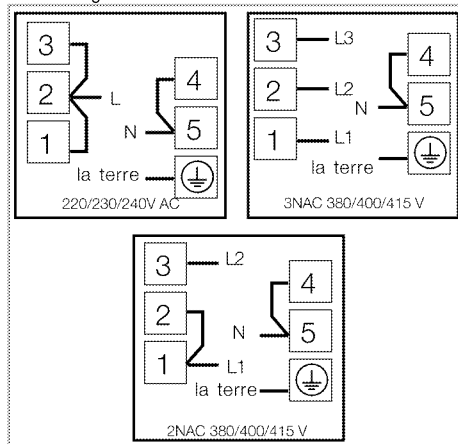 3
2 L
1
4
N 5
la terre
220/230/240V AC
3 L3
2 L2
1 L1
4
N 5
la terre
3NAC 380/400/415 V
3 L2
2
1 L1
4
N 5
la terre
2NAC 380/400/415 V